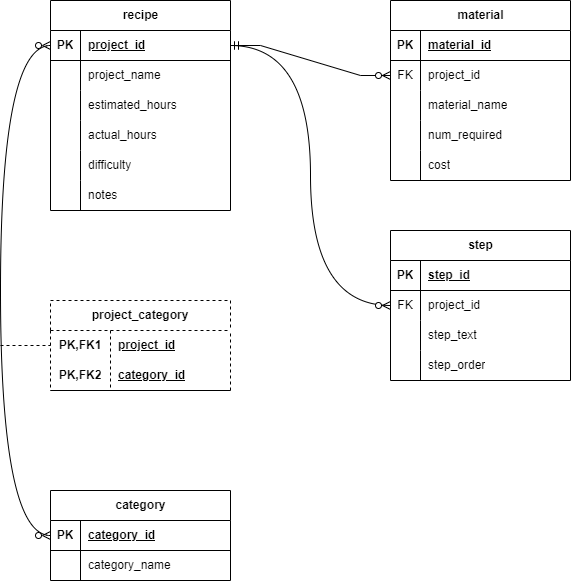 recipe
PK project_id
project_name
estimated_hours
actual_hours
difficulty
notes
material
PK material_id
FK project_id
material_name
num_required
cost
step
PK step_id
FK project_id
step_text
step_order
project_category
PK,FK1 project_id
PK,FK2 category_id
category
PK category_id
category_name